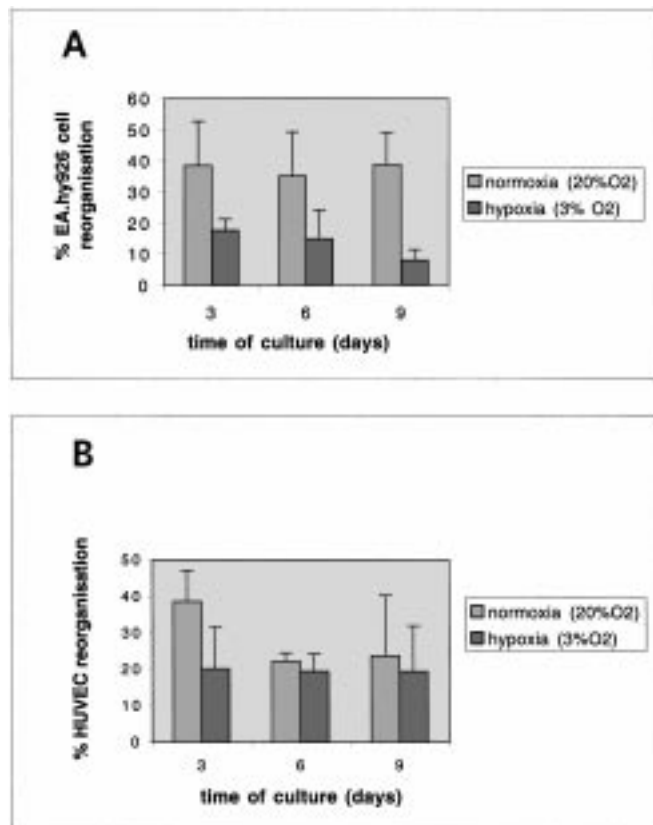 A
% EA.hy926 cell
reorganisation
60
50
40
30
20
10
0
3 6 9
time of culture (days)
normoxia (20%O2)
hypoxia (3% O2)
B
% HUVEC reorganisation
50
40
30
20
10
0
3 6 9
time of culture (days)
normoxia (20%O2)
hypoxia (3%O2)